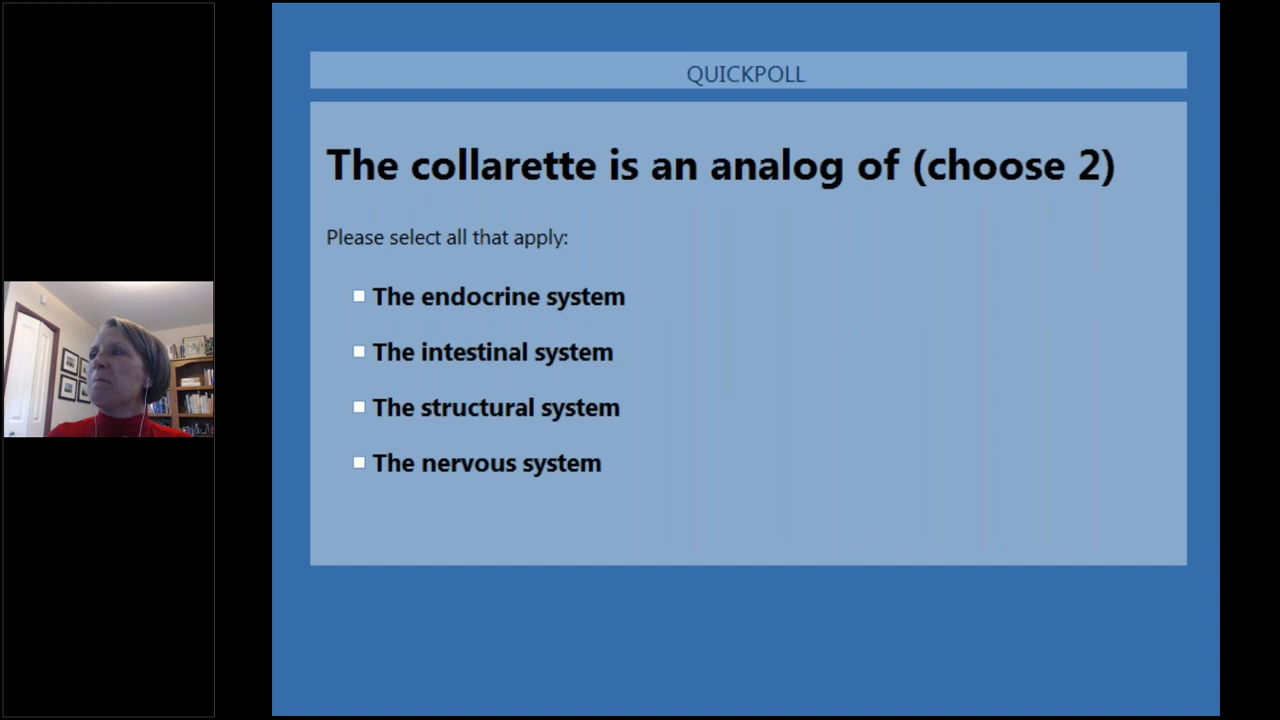 QUICKPOLL
The collarette is an analog of (choose 2)
Please select all that apply:
The endocrine system
The intestinal system
The structural system
The nervous system